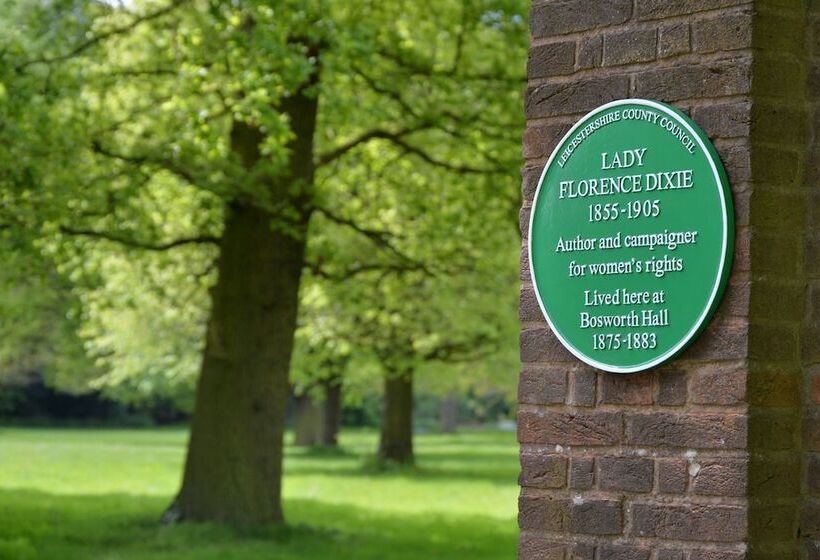 LEICESTERSHIRE COUNTY COUNCIL
LADY
FLORENCE DIXIE
1855-1905
Author and campaigner
for women's rights
Lived here at
Bosworth Hall
1875-1883